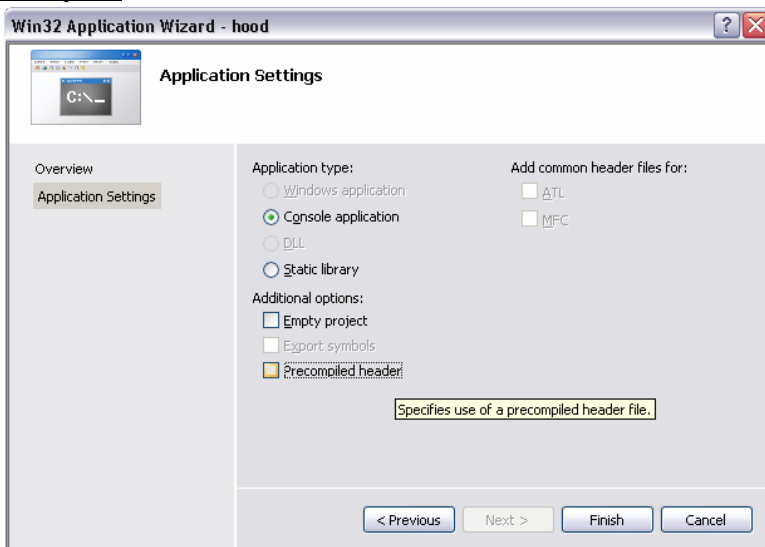 Win32 Application Wizard - hood
C:\_
Application Settings
Overview
Application Settings
Application type:
Windows application
Console application
DLL
Static library
Additional options:
Empty project
Export symbols
Precompiled header
Add common header files for:
ATL
MFC
Specifies use of a precompiled header file.
< Previous
Next >
Finish
Cancel